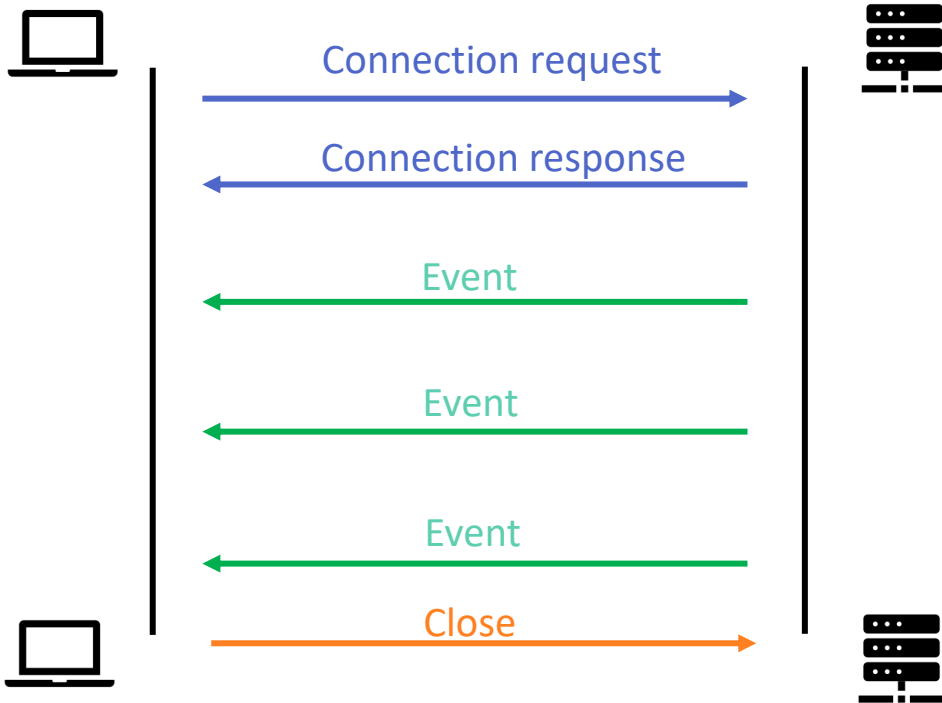 Connection request
Connection response
Event
Event
Event
Close